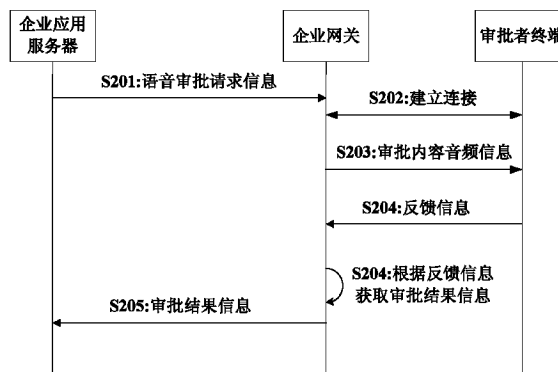 企业应用
服务器
企业网关
审批者终端
S201:语音审批请求信息
S202:建立连接
S203:审批内容音频信息
S204:反馈信息
S204:根据反馈信息
获取审批结果信息
S205:审批结果信息